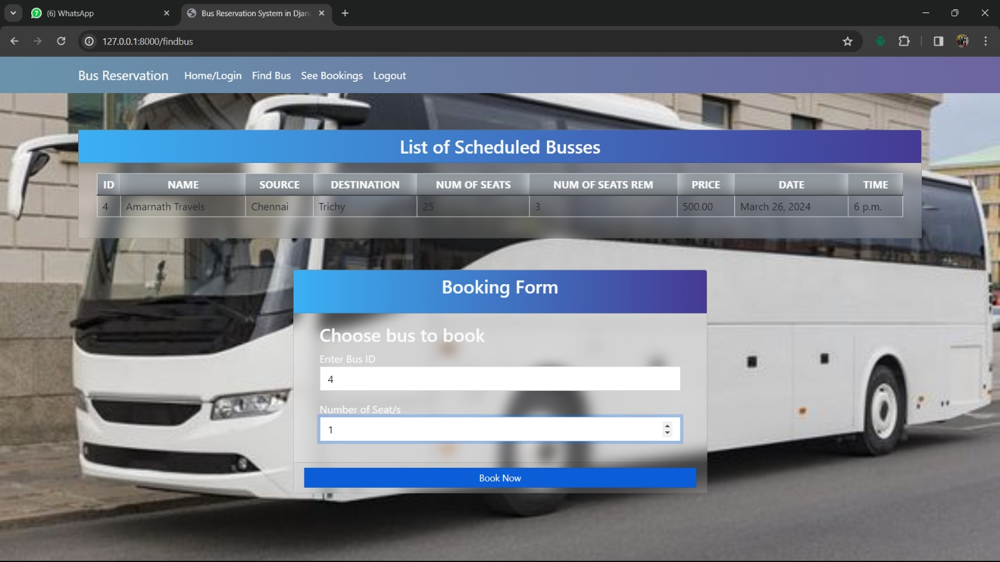 (6) WhatsApp
Bus Reservation System in Djan
127.0.0.1:8000/findbus
Bus Reservation Home/Login Find Bus See Bookings Logout
List of Scheduled Busses
ID NAME SOURCE DESTINATION NUM OF SEATS NUM OF SEATS REM PRICE DATE TIME
4 Amarnath Travels Chennai Trichy 25 3 500.00 March 26, 2024 6 p.m.
Booking Form
Choose bus to book
Enter Bus ID
4
Number of Seat/s
1
Book Now